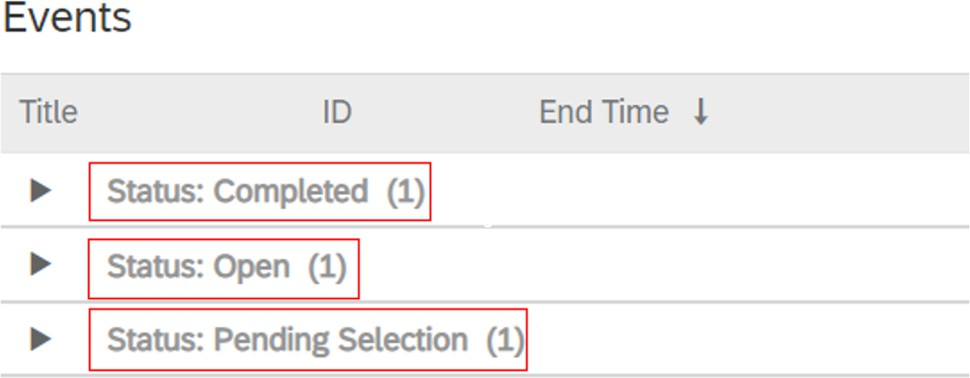 Events
Title ID End Time ↓
Status: Completed (1)
Status: Open (1)
Status: Pending Selection (1)